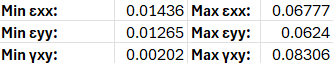 Min εxx: 0.01436 Max εxx: 0.06777
Min εyy: 0.01265 Max εyy: 0.0624
Min γxy: 0.00202 Max γxy: 0.08306